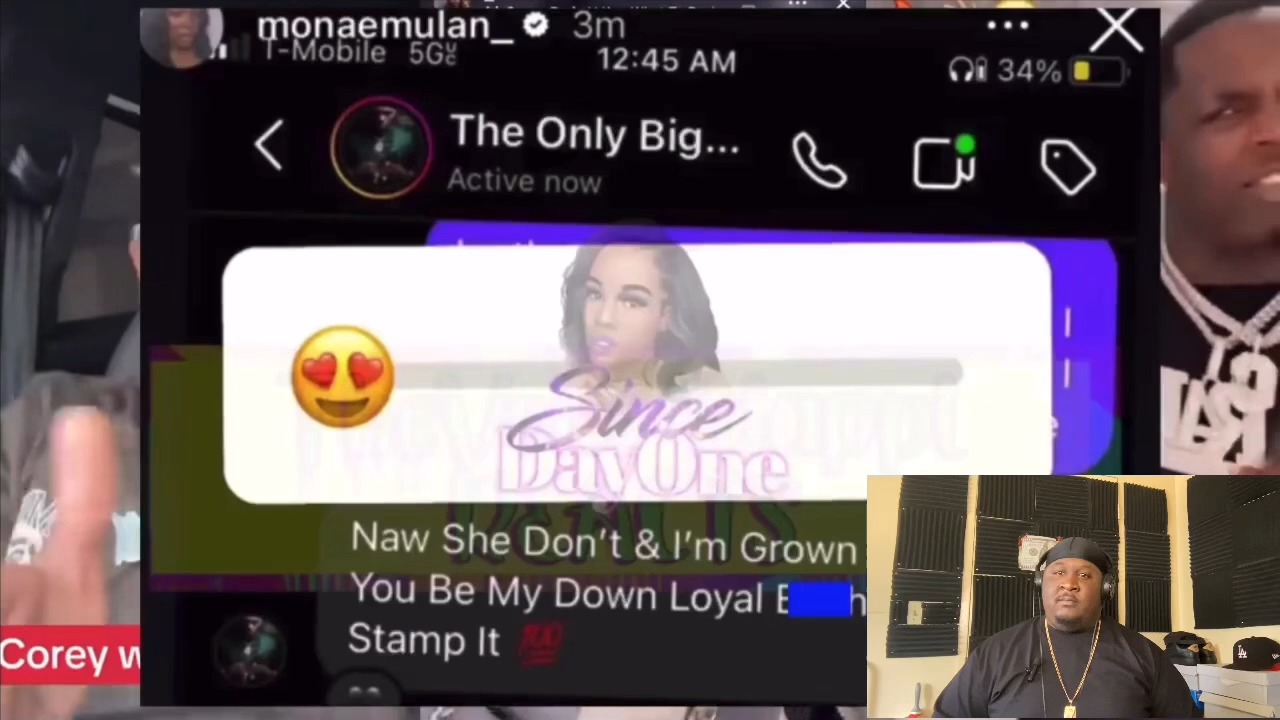 monaemulan_ 3m
T-Mobile 5G 12:45 AM 34%
The Only Big...
Active now
Since
DayOne
Naw She Don't & I'm Grown
You Be My Down Loyal B h
Stamp It 💯
Corey w
LA